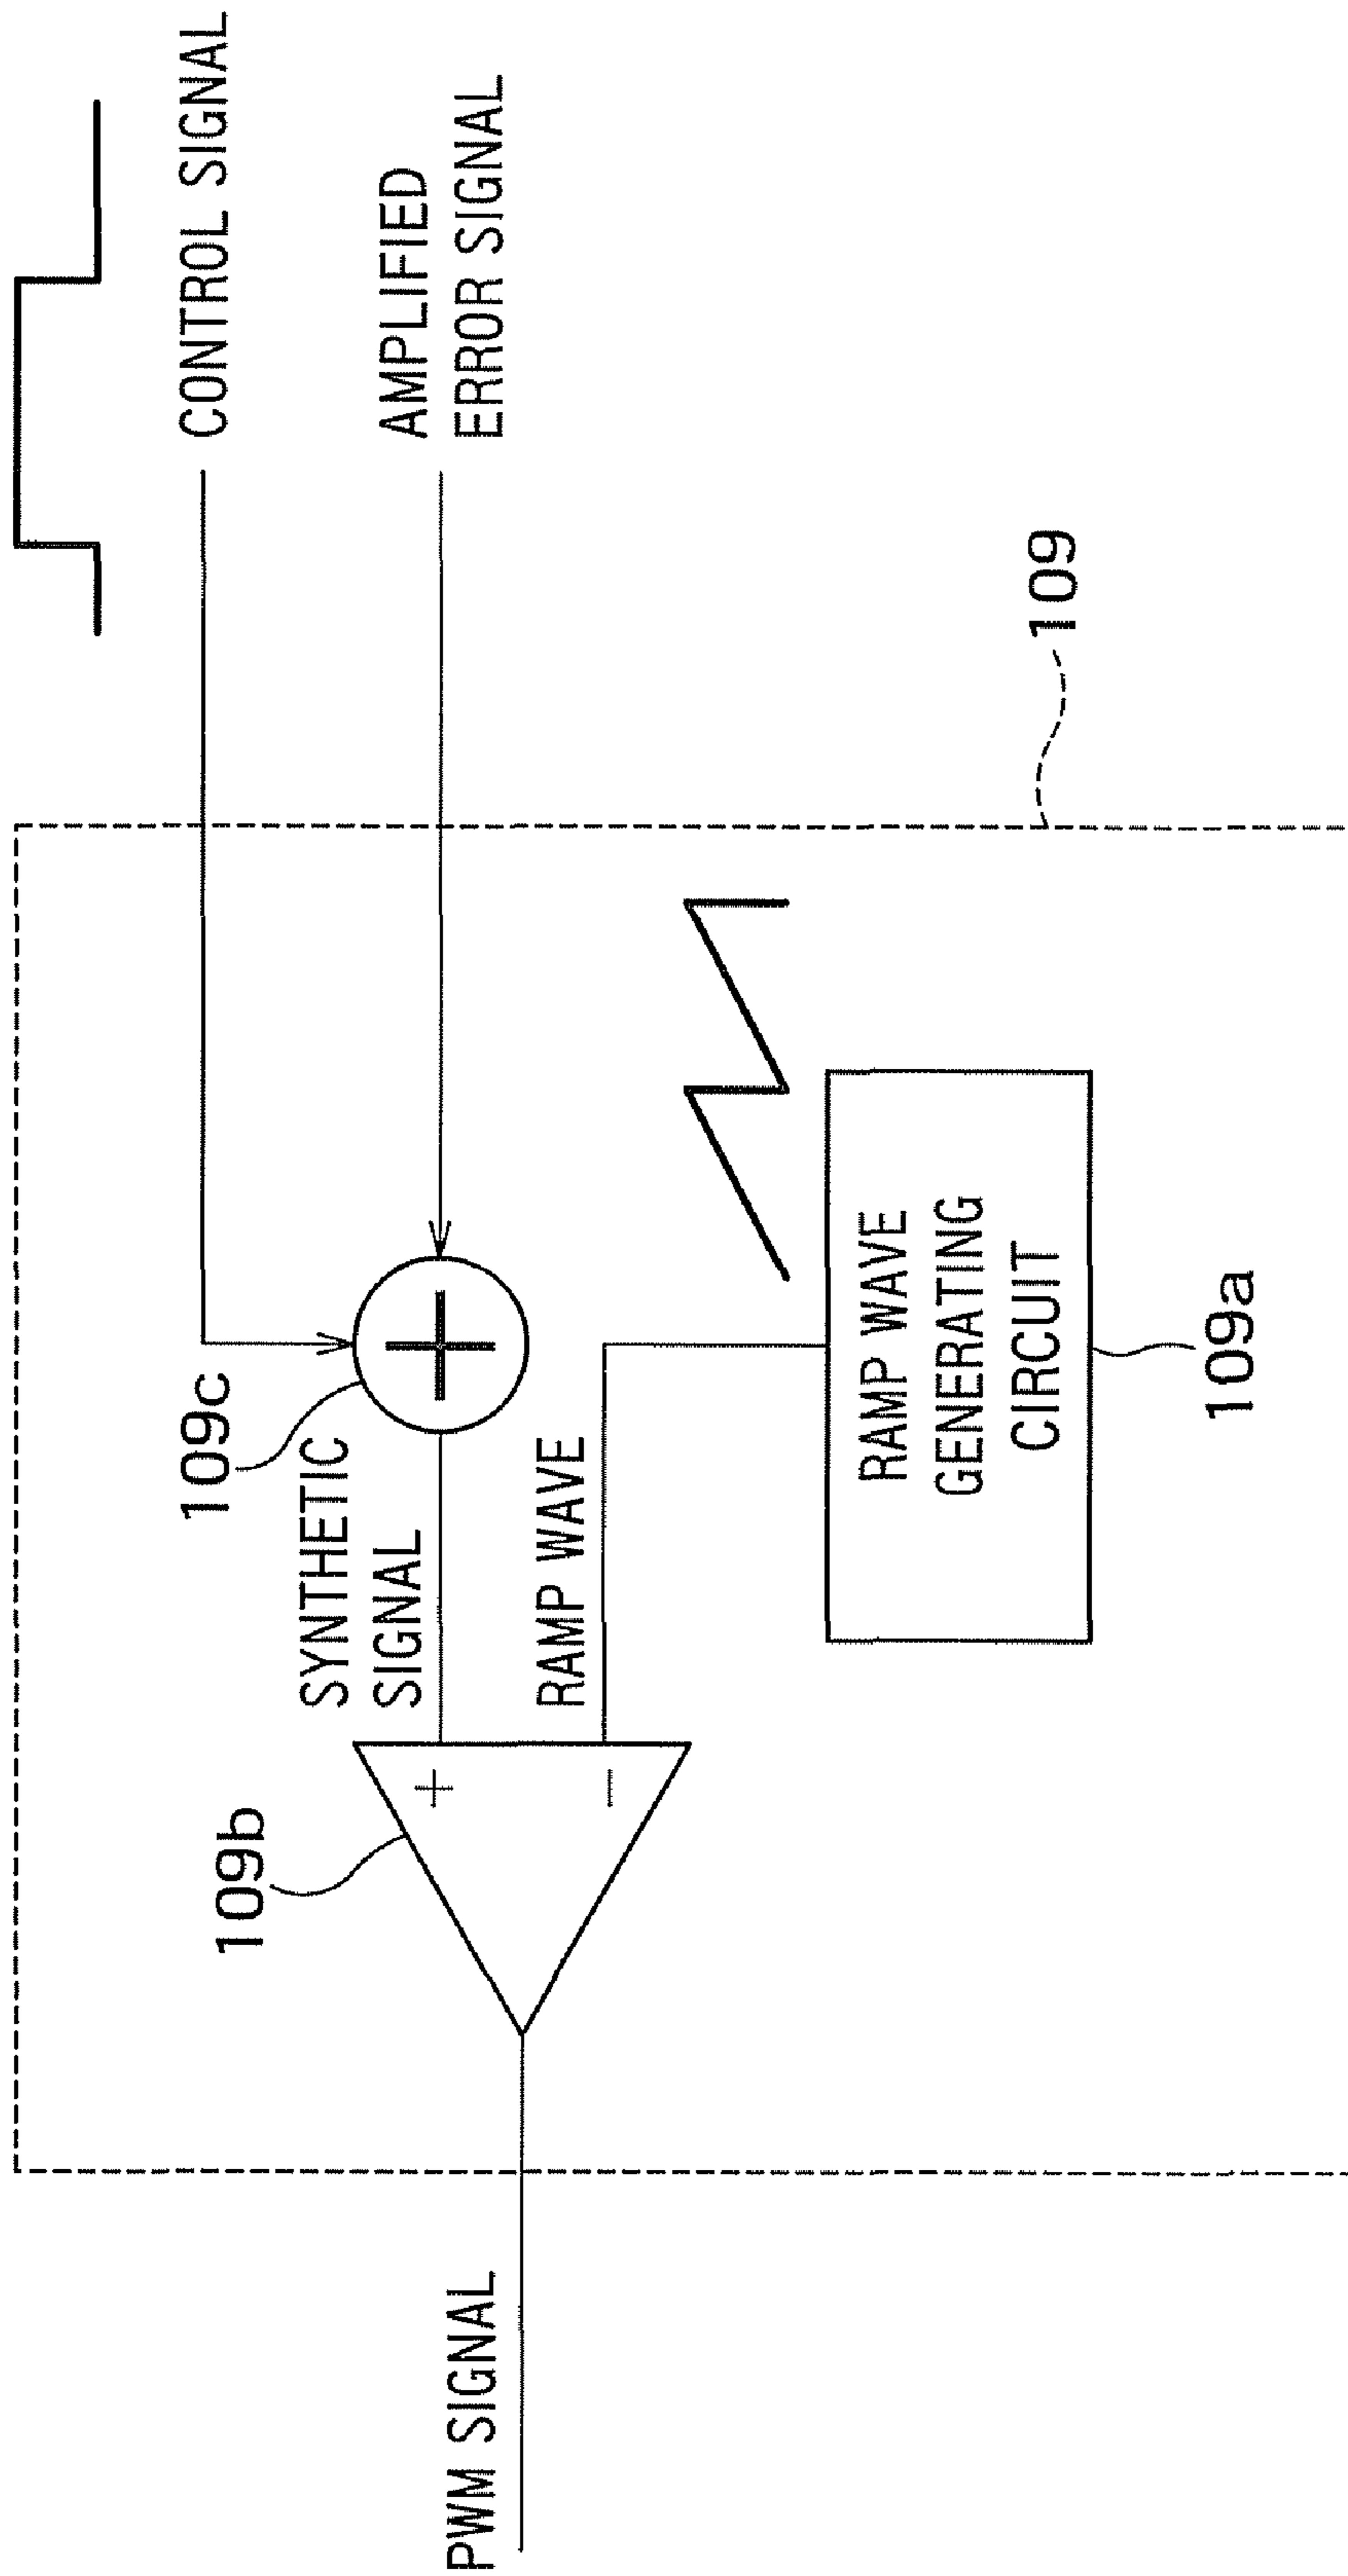 CONTROL SIGNAL
AMPLIFIED
ERROR SIGNAL
109
109c
SYNTHETIC
SIGNAL
RAMP WAVE
RAMP WAVE
GENERATING
CIRCUIT
109a
109b
+
−
PWM SIGNAL